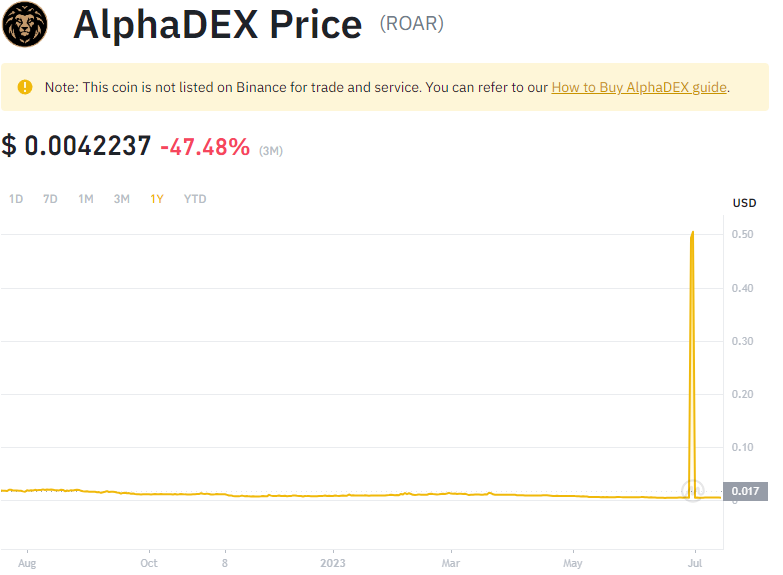 AlphaDEX Price (ROAR)
Note: This coin is not listed on Binance for trade and service. You can refer to our How to Buy AlphaDEX guide.
$ 0.0042237 -47.48% (3M)
1D 7D 1M 3M 1Y YTD
USD
0.50
0.40
0.30
0.20
0.10
0.017
0
Aug Oct 8 2023 Mar May Jul